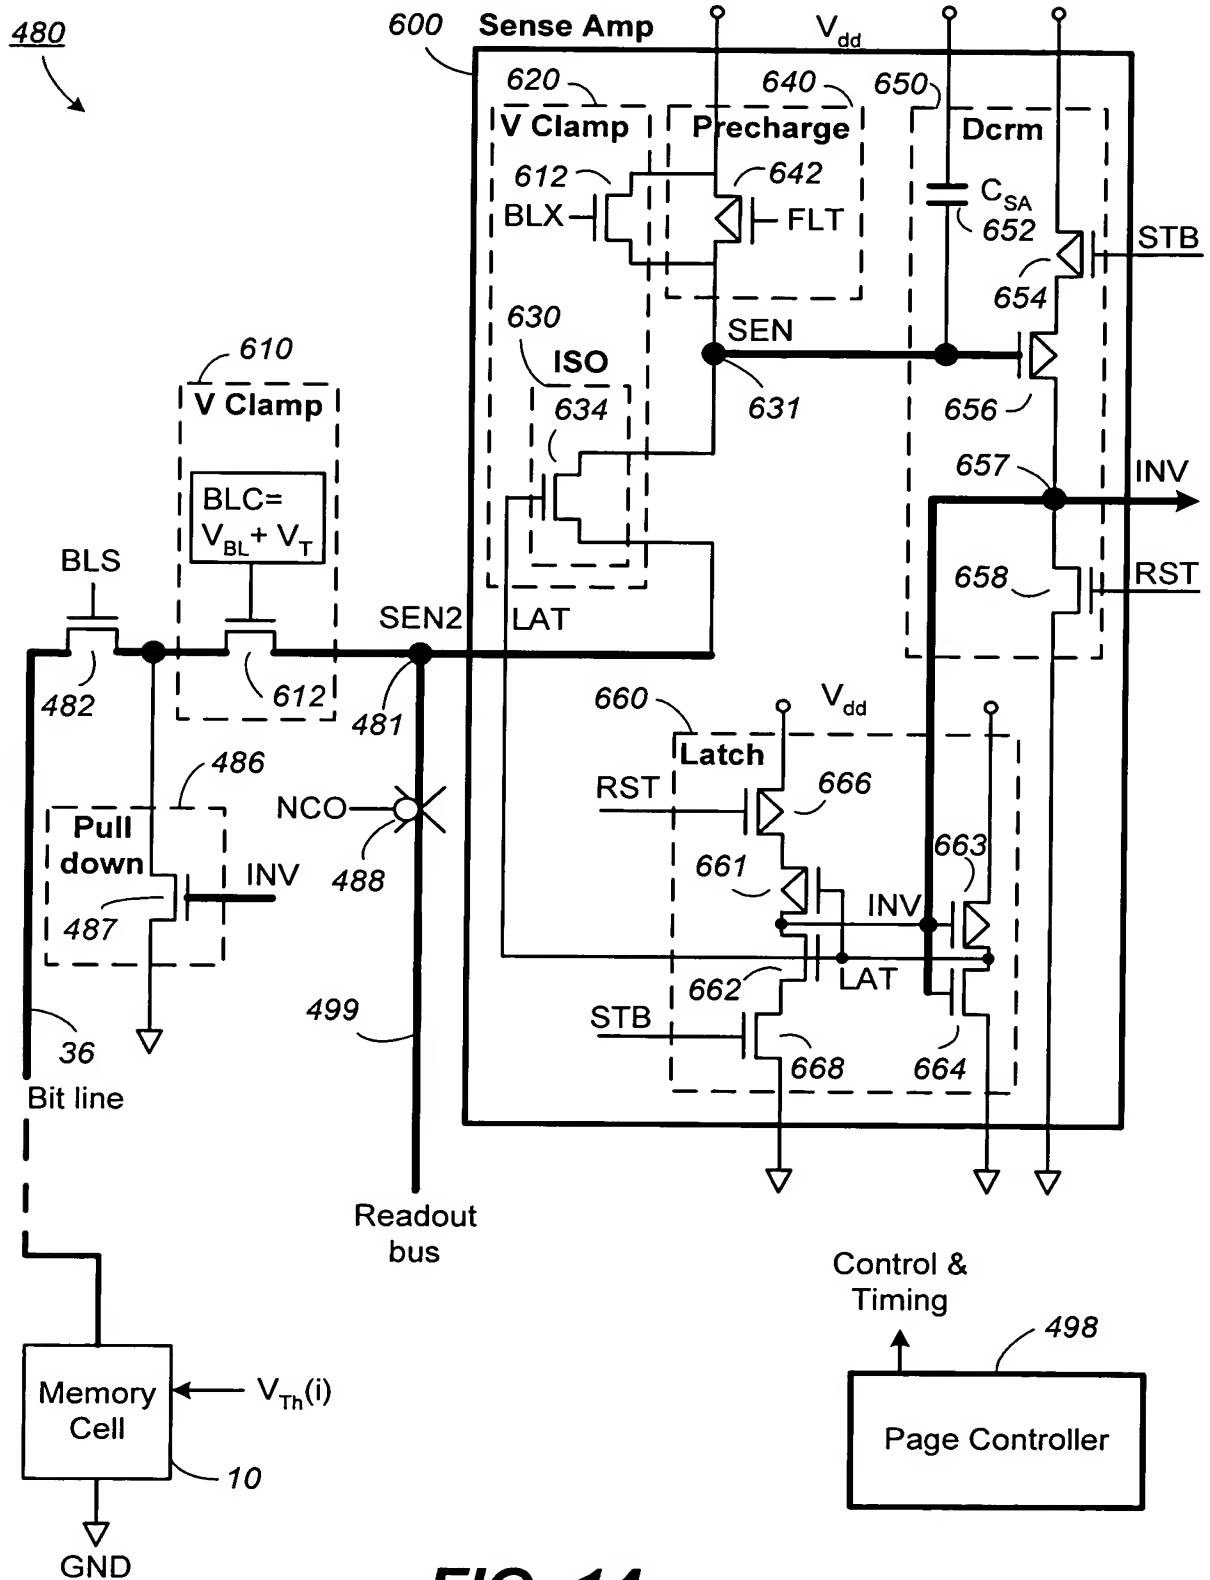 480
600
Sense Amp
Vdd
620
640
650
V Clamp
Precharge
Dcrm
612
642
CSA
652
BLX
FLT
STB
654
630
SEN
610
ISO
V Clamp
634
631
656
657
INV
BLC=
VBL + VT
BLS
658
RST
SEN2
LAT
482
612
481
660
Vdd
486
Latch
RST
666
NCO
Pull
down
INV
488
661
663
487
INV
662
LAT
499
STB
36
668
664
Bit line
Readout
bus
Control &
Timing
498
Memory
Cell
VTh(i)
Page Controller
10
GND
FIG. 14